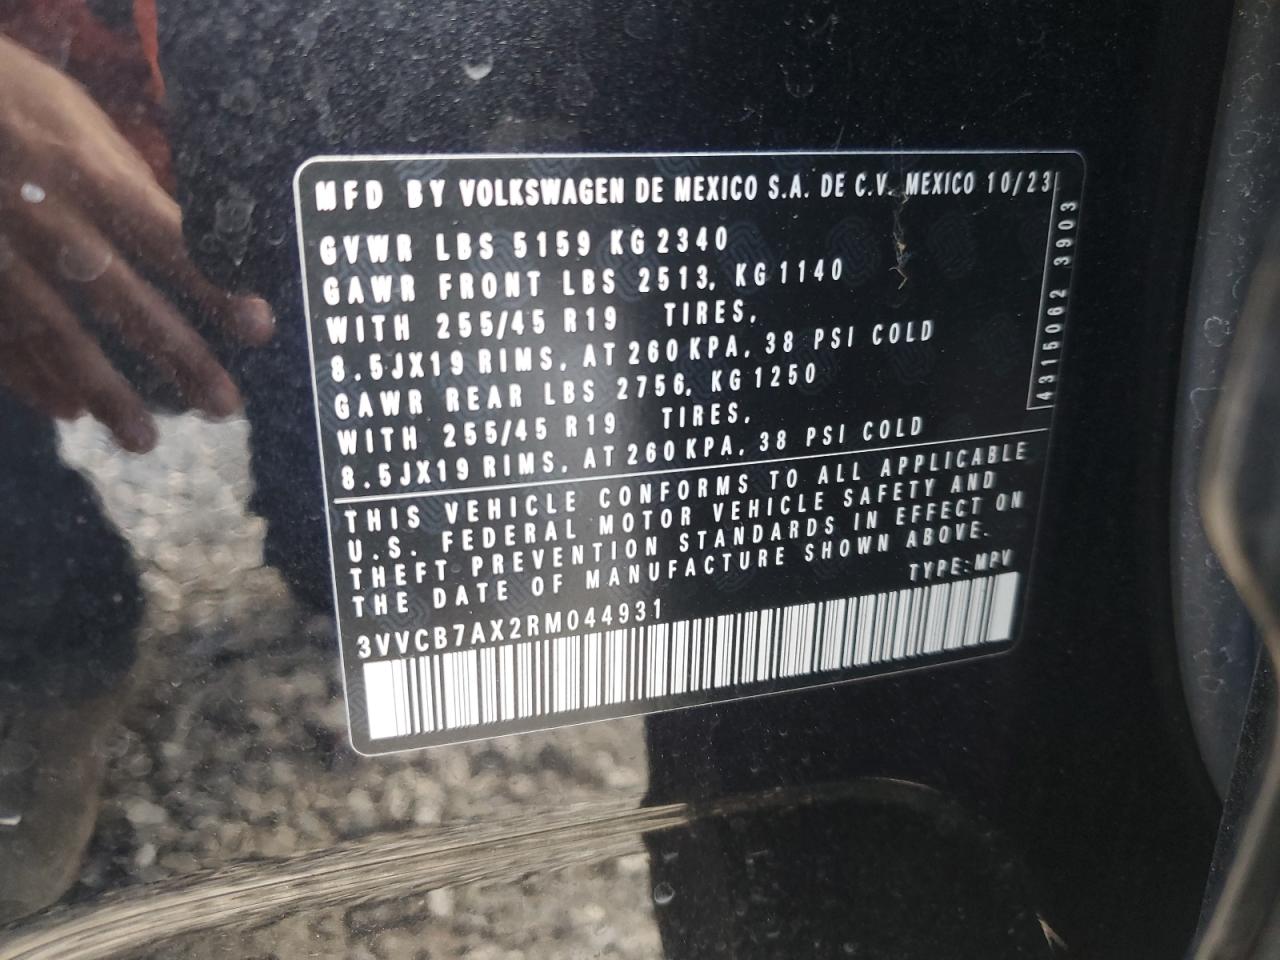 MFD BY VOLKSWAGEN DE MEXICO S.A. DE C.V. MEXICO 10/23
GVWR LBS 5159 KG 2340
GAWR FRONT LBS 2513, KG 1140
WITH 255/45 R19 TIRES,
8.5JX19 RIMS, AT 260 KPA, 38 PSI COLD
GAWR REAR LBS 2756, KG 1250
WITH 255/45 R19 TIRES,
8.5JX19 RIMS, AT 260 KPA, 38 PSI COLD
4315062 3903
THIS VEHICLE CONFORMS TO ALL APPLICABLE
U.S. FEDERAL MOTOR VEHICLE SAFETY AND
THEFT PREVENTION STANDARDS IN EFFECT ON
THE DATE OF MANUFACTURE SHOWN ABOVE.
TYPE:MPV
3VVCB7AX2RM044931